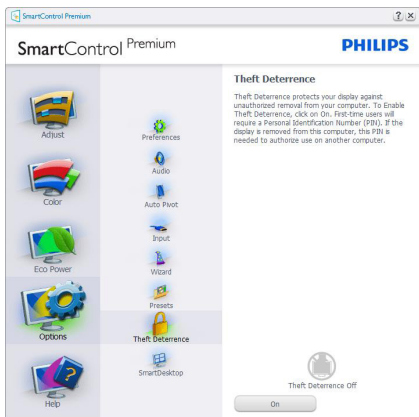 SmartControl Premium
SmartControl Premium
PHILIPS
Adjust
Color
Eco Power
Options
Help
Preferences
Audio
Auto Pivot
Input
Wizard
Presets
Theft Deterrence
SmartDesktop
Theft Deterrence
Theft Deterrence protects your display against
unauthorized removal from your computer. To Enable
Theft Deterrence, click on On. First-time users will
require a Personal Identification Number (PIN). If the
display is removed from this computer, this PIN is
needed to authorize use on another computer.
Theft Deterrence Off
On